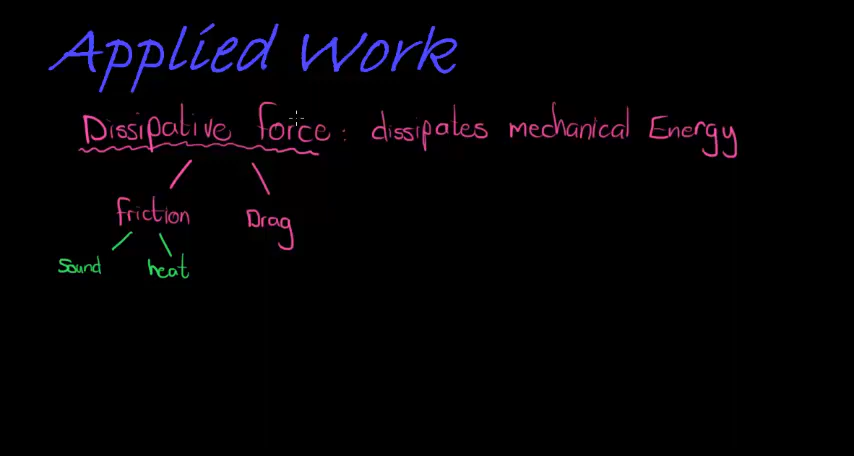 Applied Work
Dissipative force: dissipates mechanical Energy
friction Drag
Sound heat